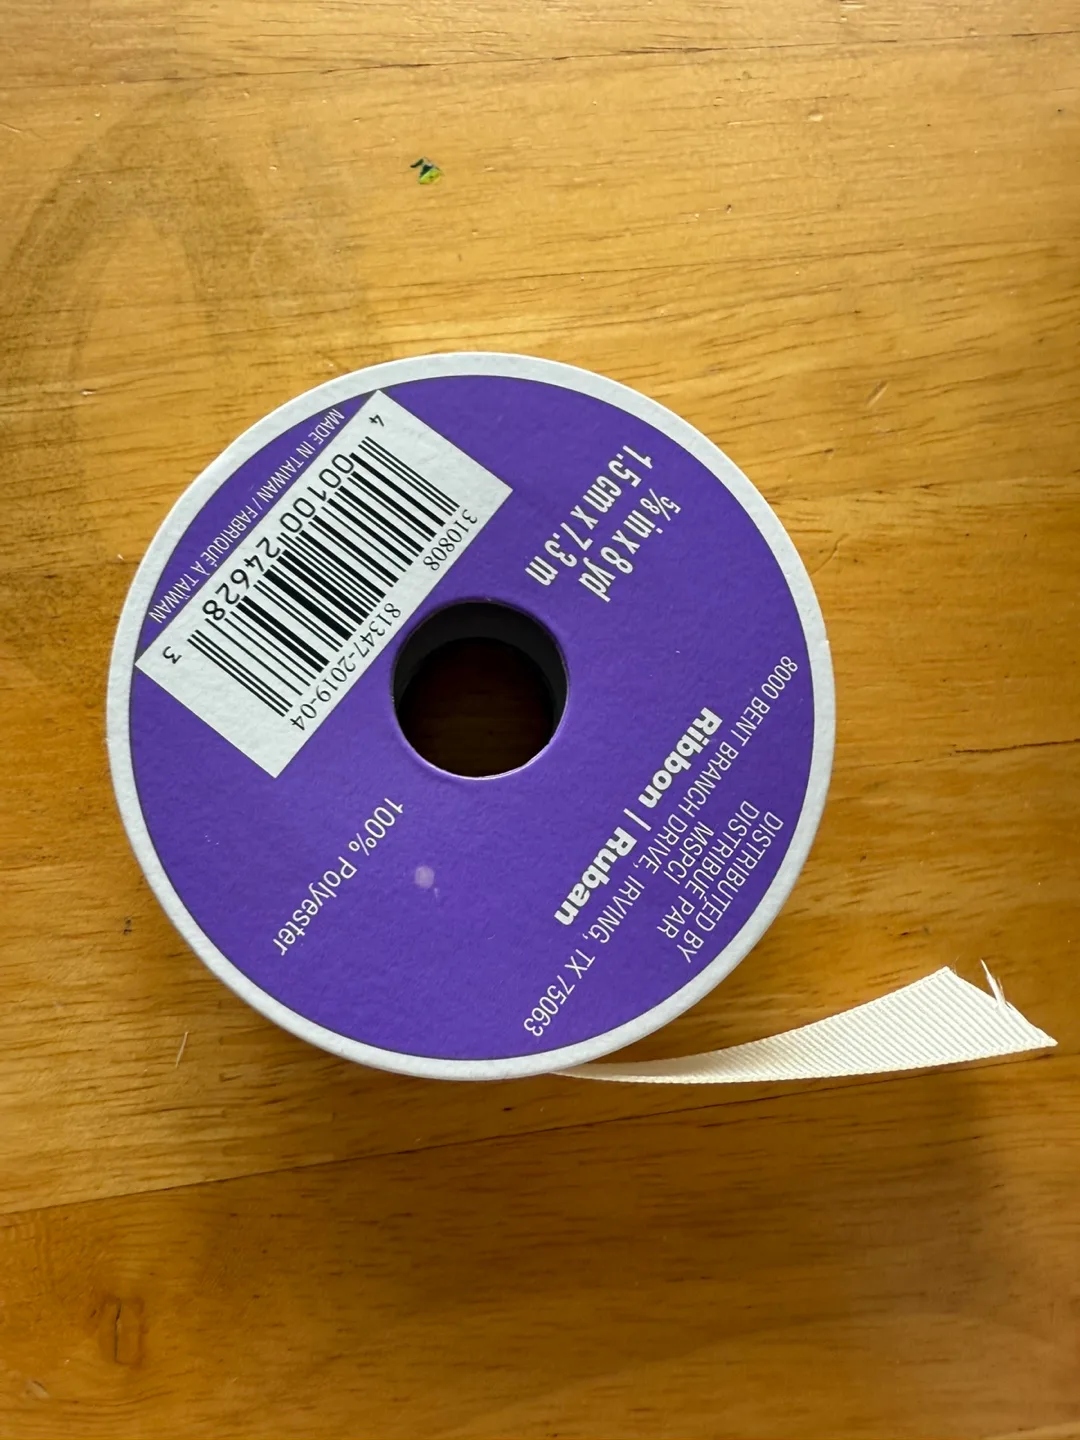 DISTRIBUTED BY
DISTRIBUÉ PAR
MSPCI
8000 BENT BRANCH DRIVE, IRVING, TX 75063
Ribbon | Ruban
⅝ in x 8 yd
1.5 cm x 7.3 m
100% Polyester
310808 81347-2019-04
4 00100 24628 3
MADE IN TAIWAN / FABRIQUÉ À TAÏWAN